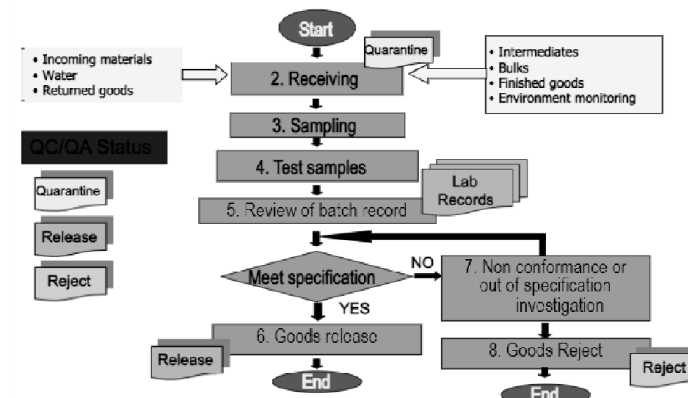 Start
Quarantine
• Incoming materials
• Water
• Returned goods
2. Receiving
• Intermediates
• Bulks
• Finished goods
• Environment monitoring
3. Sampling
QC/QA Status
4. Test samples
Lab
Records
Quarantine
5. Review of batch record
Release
Meet specification
NO
7. Non conformance or
out of specification
investigation
Reject
YES
6. Goods release
8. Goods Reject
Release
Reject
End
End